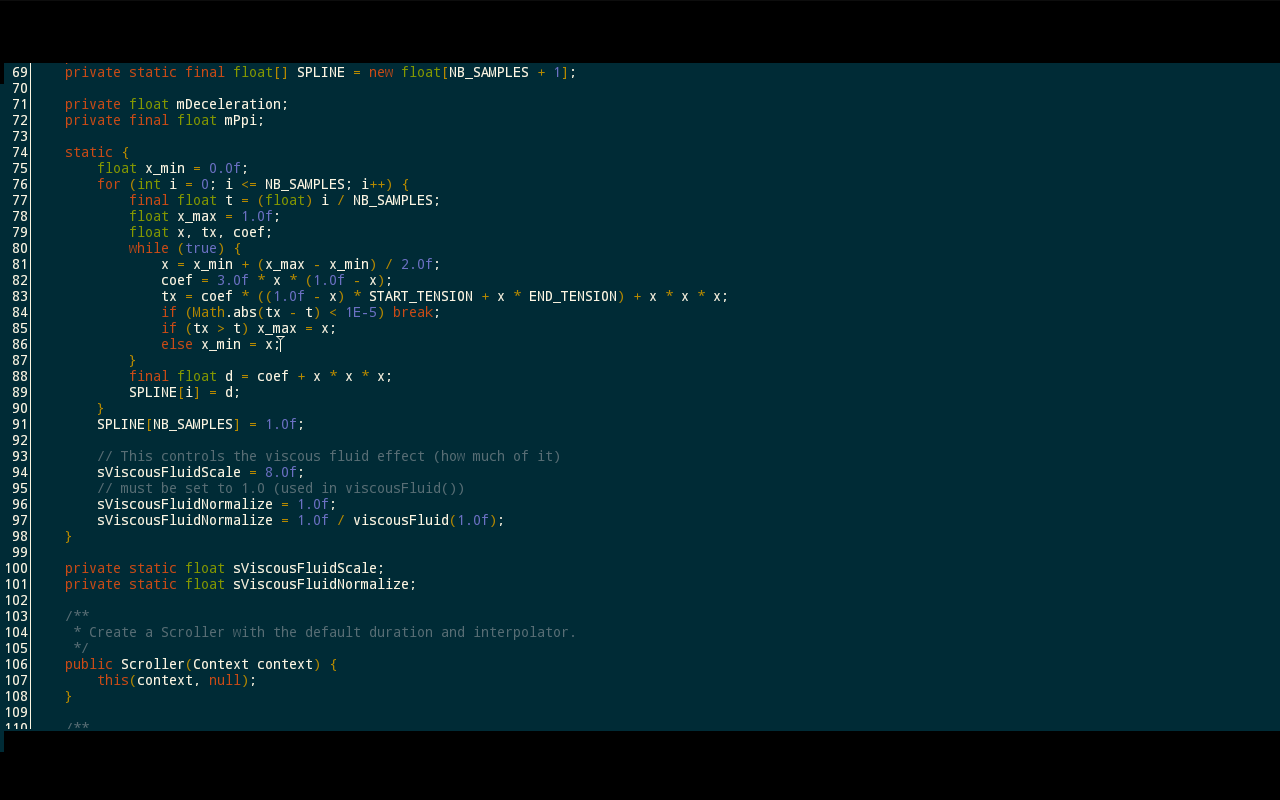 69 private static final float[] SPLINE = new float[NB_SAMPLES + 1];
70
71 private float mDeceleration;
72 private final float mPpi;
73
74 static {
75 float x_min = 0.0f;
76 for (int i = 0; i <= NB_SAMPLES; i++) {
77 final float t = (float) i / NB_SAMPLES;
78 float x_max = 1.0f;
79 float x, tx, coef;
80 while (true) {
81 x = x_min + (x_max - x_min) / 2.0f;
82 coef = 3.0f * x * (1.0f - x);
83 tx = coef * ((1.0f - x) * START_TENSION + x * END_TENSION) + x * x * x;
84 if (Math.abs(tx - t) < 1E-5) break;
85 if (tx > t) x_max = x;
86 else x_min = x;
87 }
88 final float d = coef + x * x * x;
89 SPLINE[i] = d;
90 }
91 SPLINE[NB_SAMPLES] = 1.0f;
92
93 // This controls the viscous fluid effect (how much of it)
94 sViscousFluidScale = 8.0f;
95 // must be set to 1.0 (used in viscousFluid())
96 sViscousFluidNormalize = 1.0f;
97 sViscousFluidNormalize = 1.0f / viscousFluid(1.0f);
98 }
99
100 private static float sViscousFluidScale;
101 private static float sViscousFluidNormalize;
102
103 /**
104 * Create a Scroller with the default duration and interpolator.
105 */
106 public Scroller(Context context) {
107 this(context, null);
108 }
109
110 /**